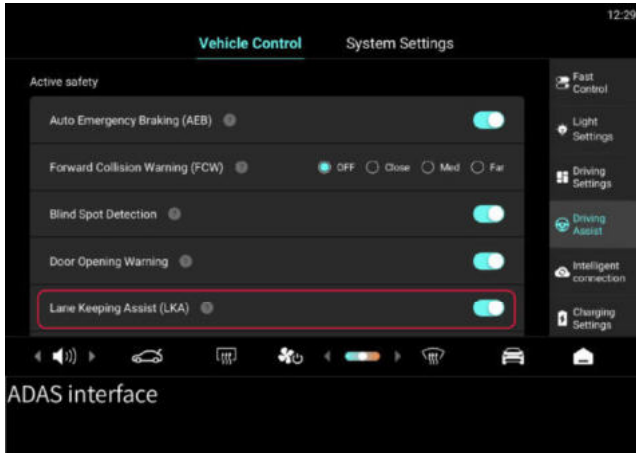 12:29
Vehicle Control System Settings
Active safety
Auto Emergency Braking (AEB)
Forward Collision Warning (FCW) OFF Close Med Far
Blind Spot Detection
Door Opening Warning
Lane Keeping Assist (LKA)
Fast
Control
Light
Settings
Driving
Settings
Driving
Assist
Intelligent
connection
Charging
Settings
ADAS interface